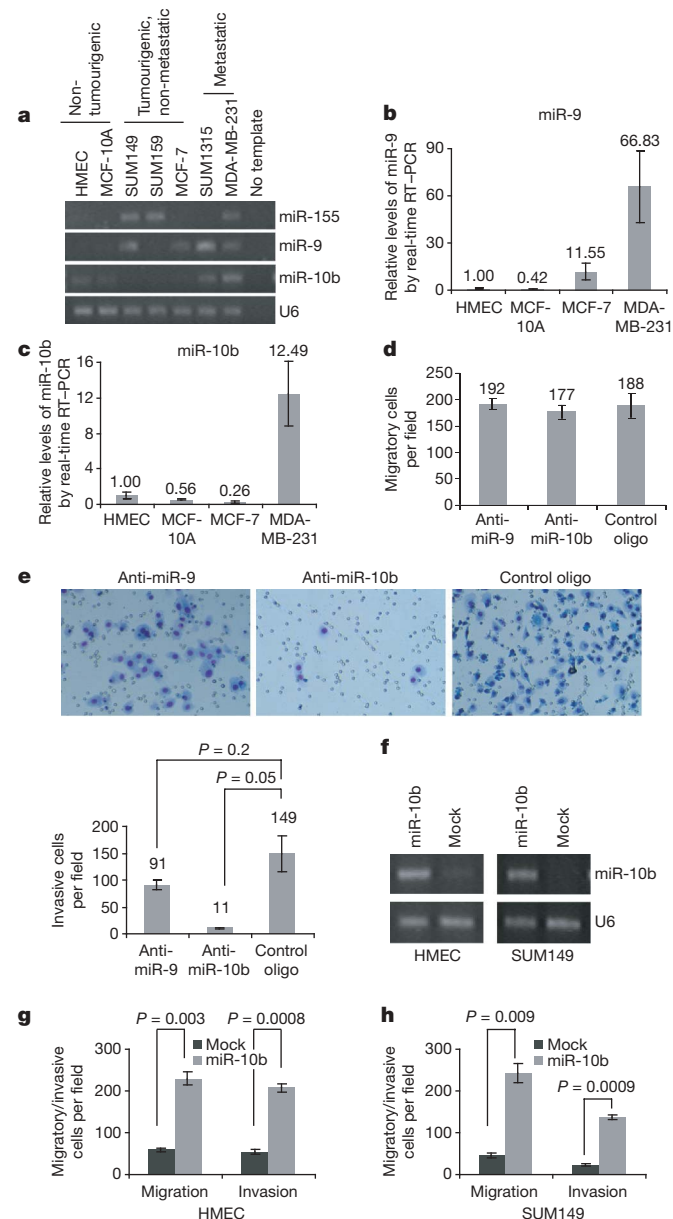 a
Non-
tumourigenic
Tumourigenic,
non-metastatic
Metastatic
HMEC
MCF-10A
SUM149
SUM159
MCF-7
SUM1315
MDA-MB-231
No template
miR-155
miR-9
miR-10b
U6
b
miR-9
Relative levels of miR-9
by real-time RT–PCR
90
60
30
0
1.00
0.42
11.55
66.83
HMEC
MCF-
10A
MCF-7
MDA-
MB-231
c
miR-10b
Relative levels of miR-10b
by real-time RT–PCR
16
12
8
4
0
1.00
0.56
0.26
12.49
HMEC
MCF-
10A
MCF-7
MDA-
MB-231
d
Migratory cells
per field
250
200
150
100
50
0
192
177
188
Anti-
miR-9
Anti-
miR-10b
Control
oligo
e
Anti-miR-9
Anti-miR-10b
Control oligo
P = 0.2
P = 0.05
Invasive cells
per field
200
150
100
50
0
91
11
149
Anti-
miR-9
Anti-
miR-10b
Control
oligo
f
miR-10b
Mock
miR-10b
Mock
miR-10b
U6
HMEC
SUM149
g
P = 0.003
P = 0.0008
Mock
miR-10b
Migratory/invasive
cells per field
300
200
100
0
Migration
Invasion
HMEC
h
P = 0.009
Mock
miR-10b
P = 0.0009
Migratory/invasive
cells per field
300
200
100
0
Migration
Invasion
SUM149